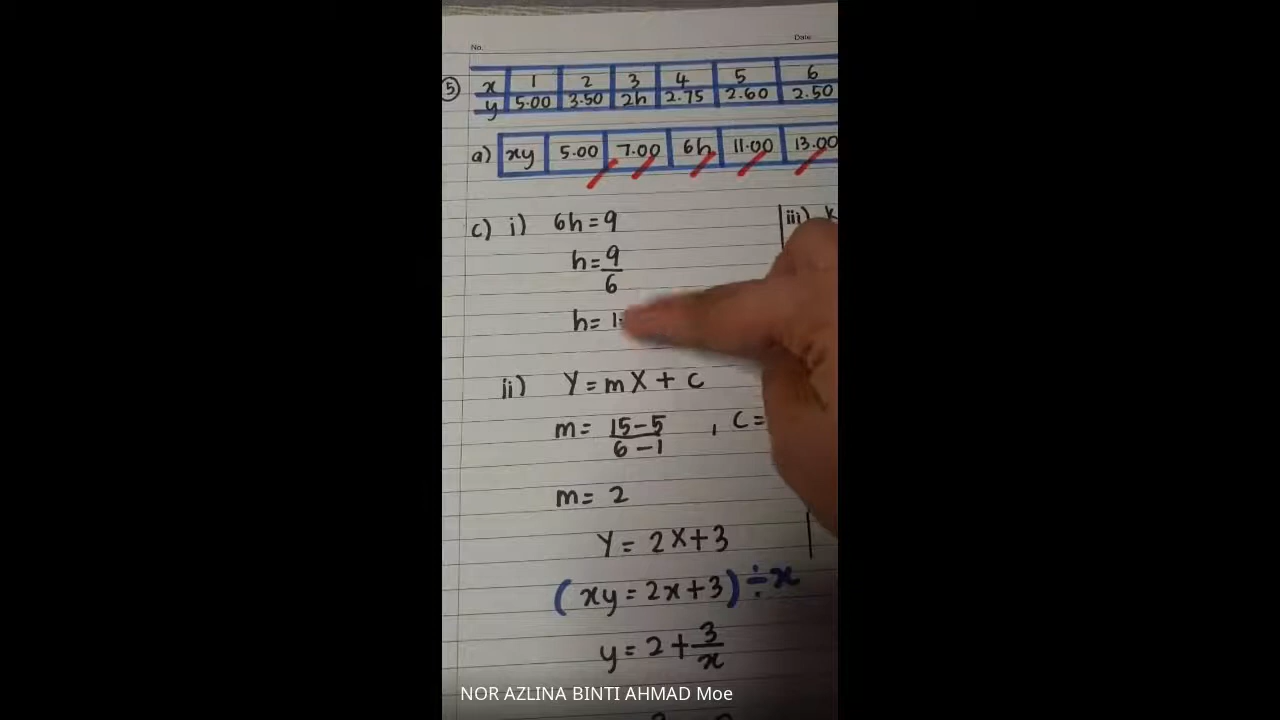 No.
Date
5 x 1 2 3 4 5 6
y 5.00 3.50 2h 2.75 2.60 2.50
a) xy 5.00 7.00 6h 11.00 13.00
c) i) 6h = 9
iii) k
h = 9/6
h = 1.
ii) Y = mX + c
m = 15 - 5 / 6 - 1 , c =
m = 2
Y = 2X + 3
( xy = 2x + 3 ) ÷ x
y = 2 + 3/x
NOR AZLINA BINTI AHMAD Moe